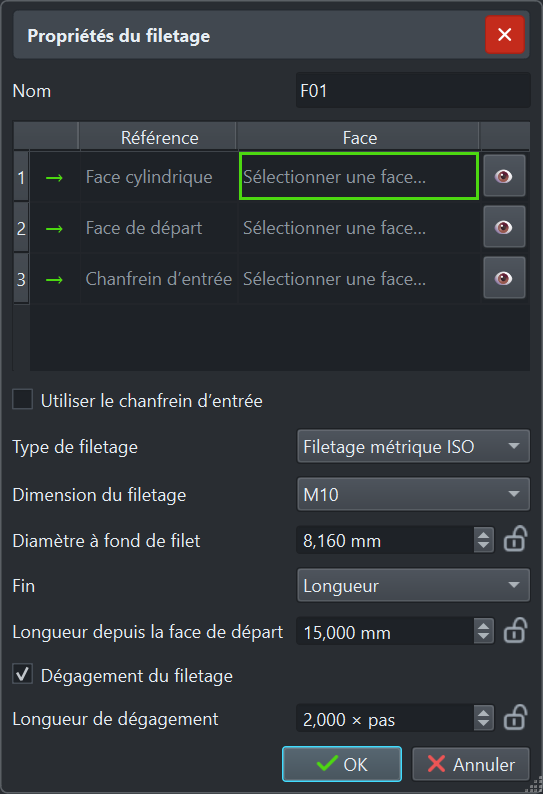 Propriétés du filetage
Nom F01
Référence Face
1 → Face cylindrique Sélectionner une face...
2 → Face de départ Sélectionner une face...
3 → Chanfrein d’entrée Sélectionner une face...
Utiliser le chanfrein d’entrée
Type de filetage Filetage métrique ISO
Dimension du filetage M10
Diamètre à fond de filet 8,160 mm
Fin Longueur
Longueur depuis la face de départ 15,000 mm
Dégagement du filetage
Longueur de dégagement 2,000 × pas
OK Annuler